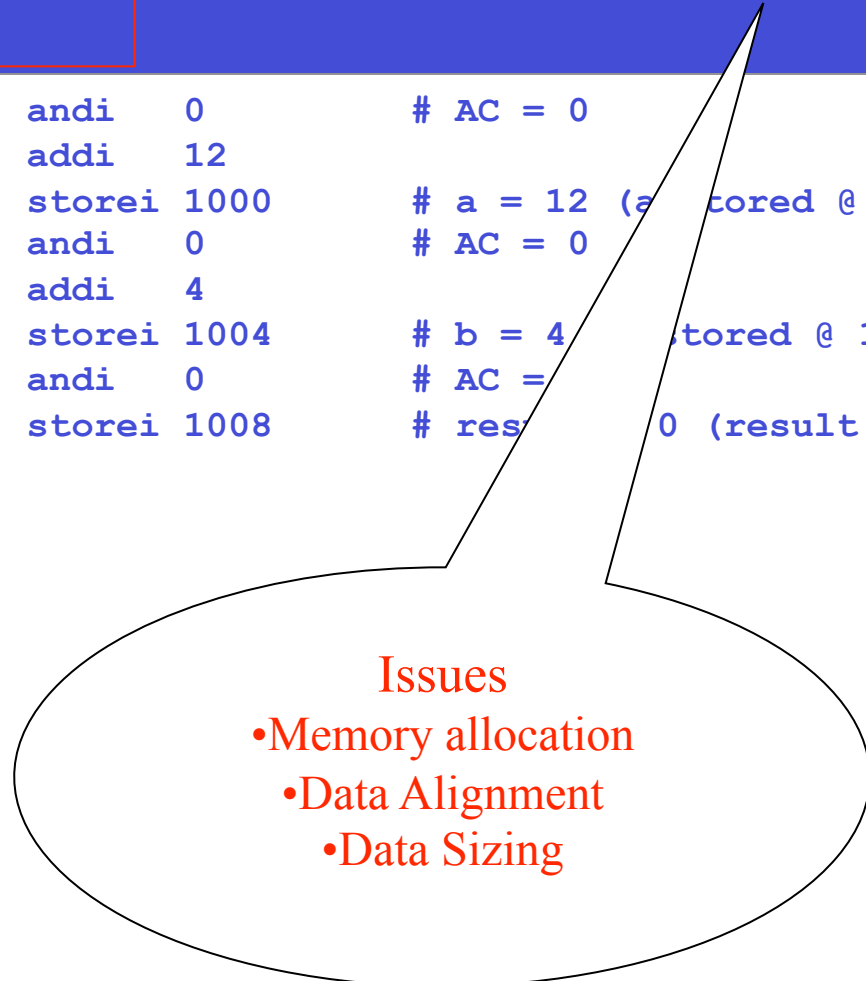 andi 0 # AC = 0
addi 12
storei 1000 # a = 12 (a tored @
andi 0 # AC = 0
addi 4
storei 1004 # b = 4 stored @
andi 0 # AC =
storei 1008 # res 0 (result
Issues
•Memory allocation
•Data Alignment
•Data Sizing